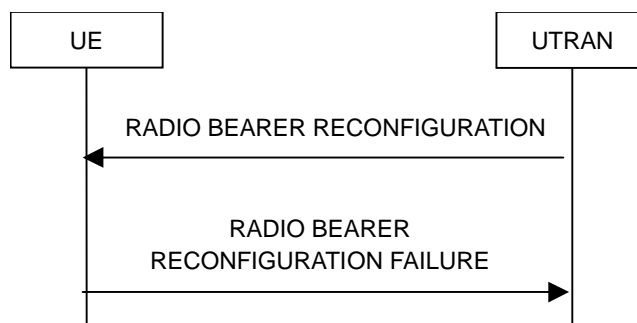 UE
UTRAN
RADIO BEARER RECONFIGURATION
RADIO BEARER
RECONFIGURATION FAILURE